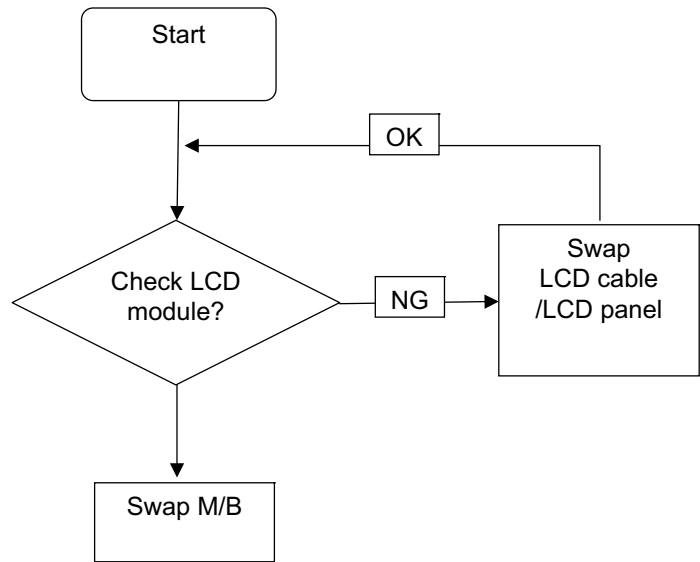 Start
OK
Check LCD
module?
NG
Swap
LCD cable
/LCD panel
Swap M/B